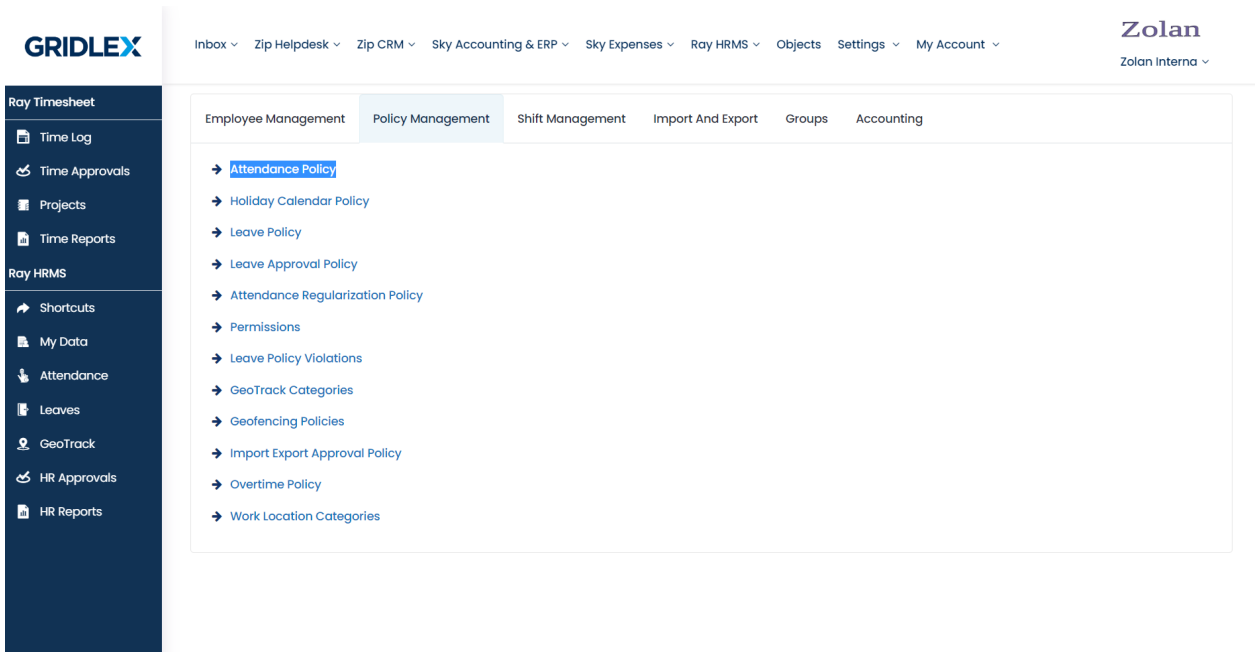 GRIDLEX
Inbox Zip Helpdesk Zip CRM Sky Accounting & ERP Sky Expenses Ray HRMS Objects Settings My Account
Zolan
Zolan Interna
Ray Timesheet
Time Log
Time Approvals
Projects
Time Reports
Ray HRMS
Shortcuts
My Data
Attendance
Leaves
GeoTrack
HR Approvals
HR Reports
Employee Management Policy Management Shift Management Import And Export Groups Accounting
Attendance Policy
Holiday Calendar Policy
Leave Policy
Leave Approval Policy
Attendance Regularization Policy
Permissions
Leave Policy Violations
GeoTrack Categories
Geofencing Policies
Import Export Approval Policy
Overtime Policy
Work Location Categories